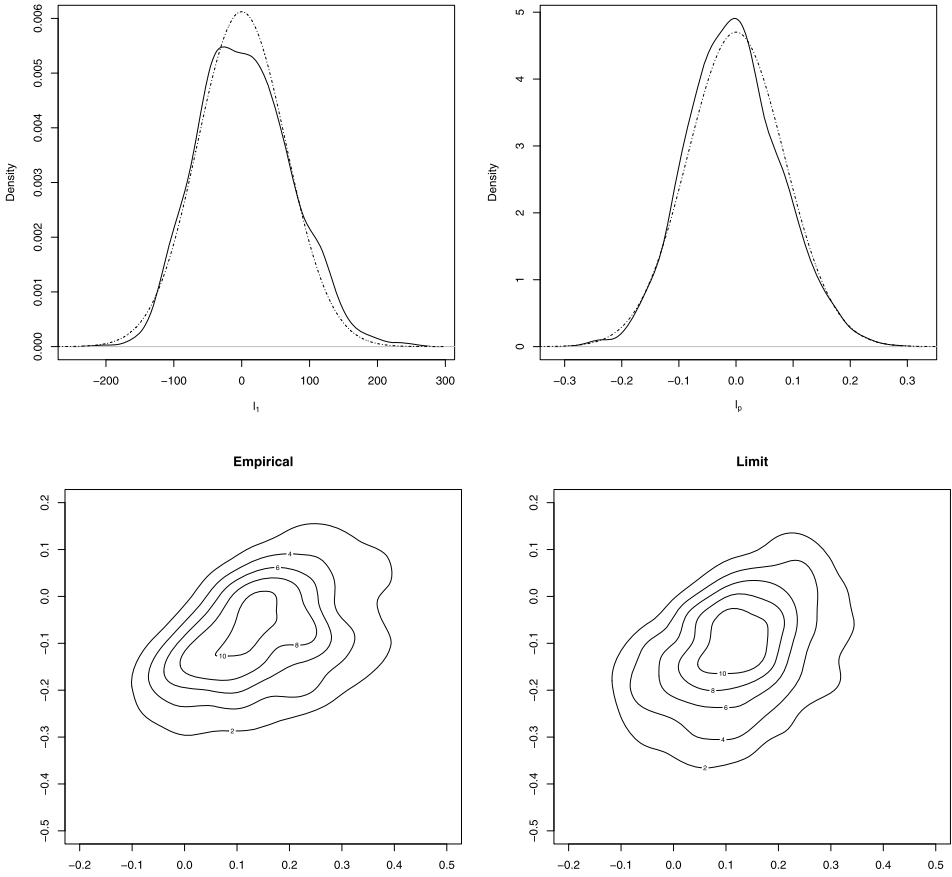 Density
0.000 0.001 0.002 0.003 0.004 0.005 0.006
−200 −100 0 100 200 300
l1
Density
0 1 2 3 4 5
−0.3 −0.2 −0.1 0.0 0.1 0.2 0.3
lp
Empirical
−0.5 −0.4 −0.3 −0.2 −0.1 0.0 0.1 0.2
4
6
8
10
2
−0.2 −0.1 0.0 0.1 0.2 0.3 0.4 0.5
Limit
−0.5 −0.4 −0.3 −0.2 −0.1 0.0 0.1 0.2
10
8
6
4
2
−0.2 −0.1 0.0 0.1 0.2 0.3 0.4 0.5